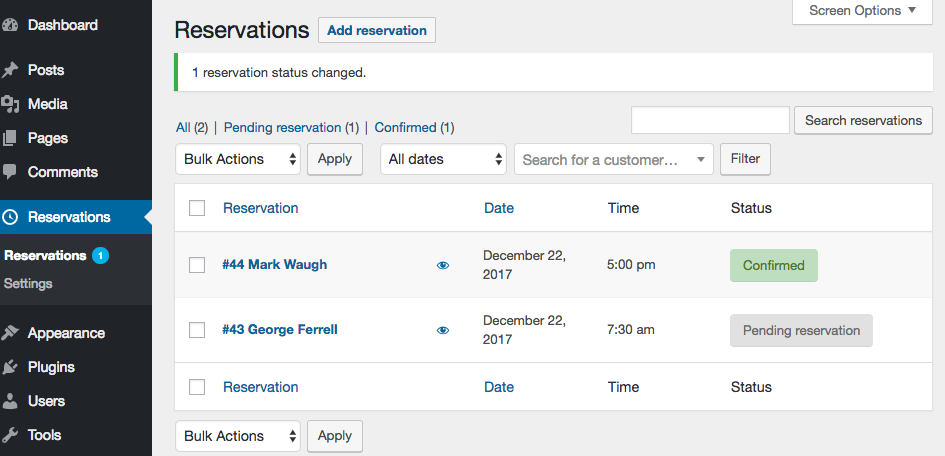 Dashboard
Posts
Media
Pages
Comments
Reservations
Reservations 1
Settings
Appearance
Plugins
Users
Tools
Screen Options
Reservations Add reservation
1 reservation status changed.
All (2) | Pending reservation (1) | Confirmed (1)
Search reservations
Bulk Actions Apply All dates Search for a customer... Filter
Reservation Date Time Status
#44 Mark Waugh December 22, 2017 5:00 pm Confirmed
#43 George Ferrell December 22, 2017 7:30 am Pending reservation
Reservation Date Time Status
Bulk Actions Apply